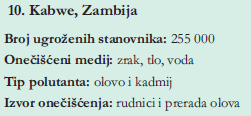 10. Kabwe, Zambija
Broj ugroženih stanovnika: 255 000
Onečišćeni medij: zrak, tlo, voda
Tip polutanta: olovo i kadmij
Izvor onečišćenja: rudnici i prerada olova